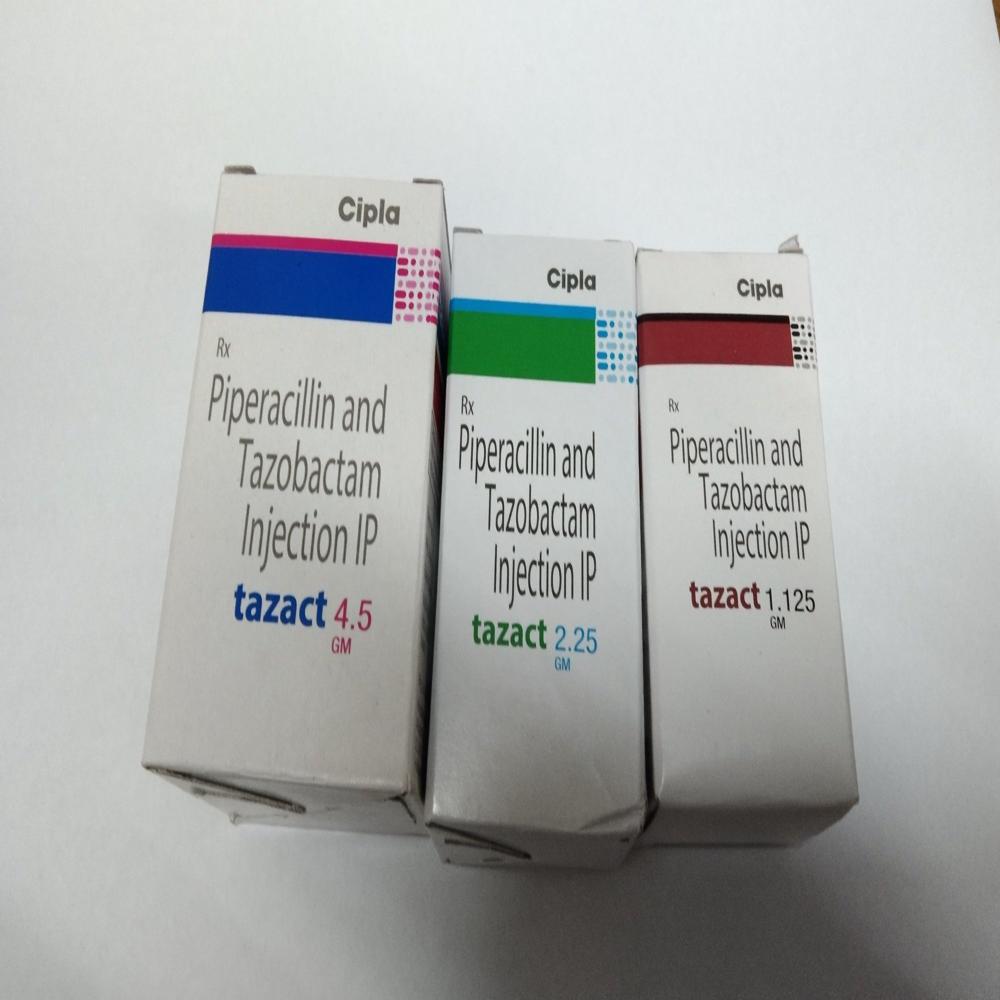 Cipla
Rx
Piperacillin and
Tazobactam
Injection IP
tazact 4.5
GM
Cipla
Rx
Piperacillin and
Tazobactam
Injection IP
tazact 2.25
GM
Cipla
Rx
Piperacillin and
Tazobactam
Injection IP
tazact 1.125
GM